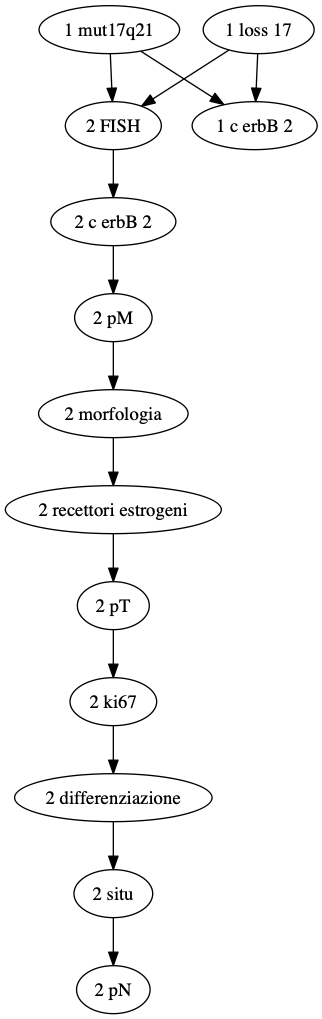 1 mut17q21
1 loss 17
2 FISH
1 c erbB 2
2 c erbB 2
2 pM
2 morfologia
2 recettori estrogeni
2 pT
2 ki67
2 differenziazione
2 situ
2 pN